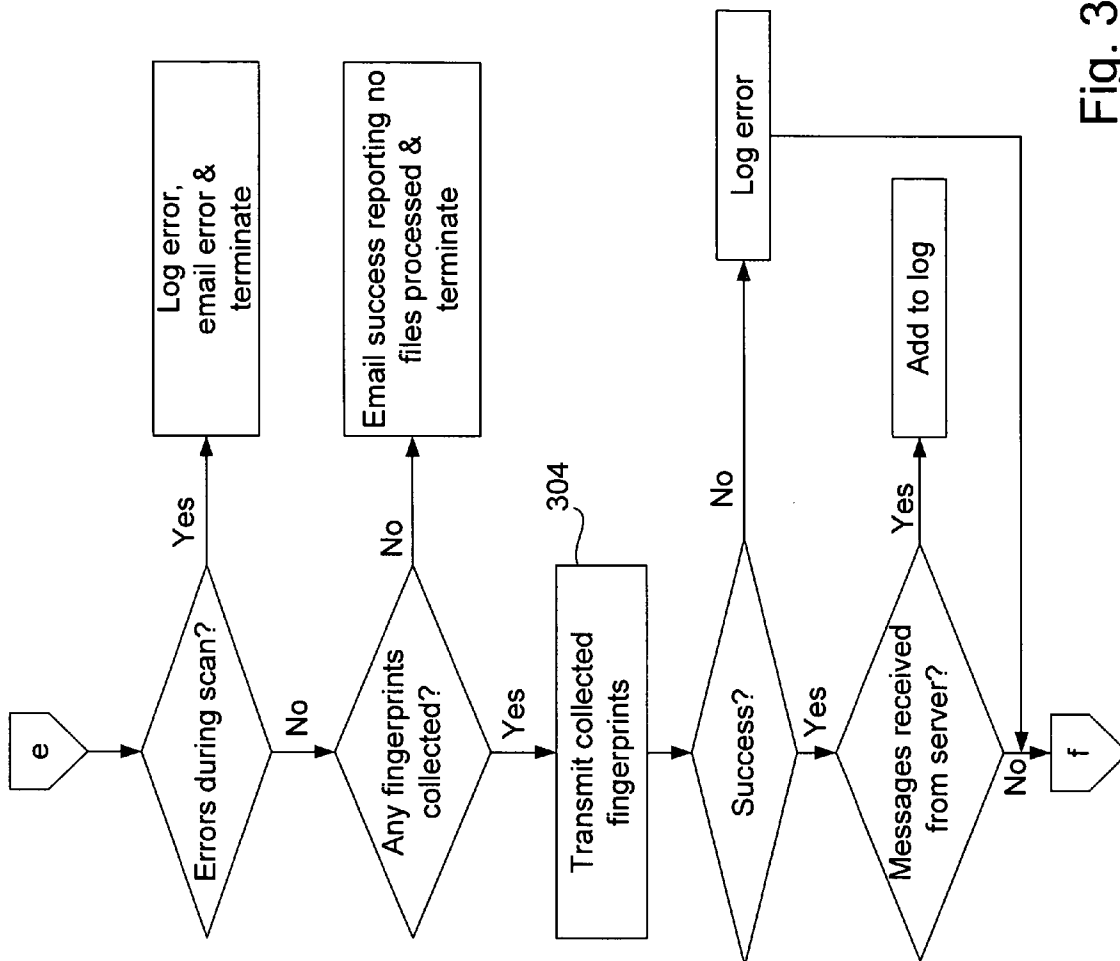 e
Errors during scan?
Yes
Log error,
email error &
terminate
No
Any fingerprints
collected?
No
Email success reporting no
files processed &
terminate
Yes
304
Transmit collected
fingerprints
Success?
No
Log error
Yes
Messages received
from server?
Yes
Add to log
No
f
Fig. 3